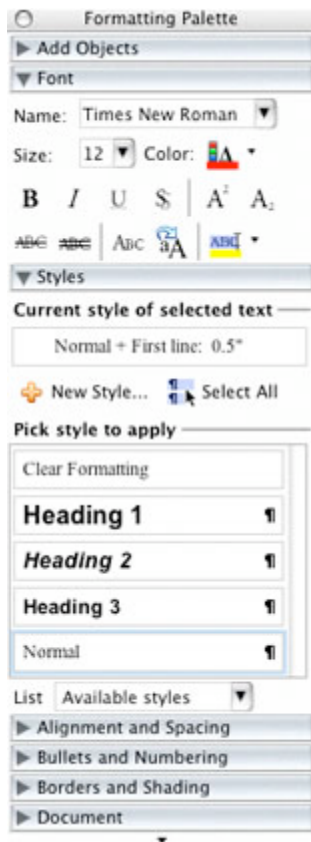 Formatting Palette
Add Objects
Font
Name: Times New Roman
Size: 12 Color: A
B I U S A² A₂
ABC ABC ABC aA ABC
Styles
Current style of selected text
Normal + First line: 0.5"
New Style... Select All
Pick style to apply
Clear Formatting
Heading 1 ¶
Heading 2 ¶
Heading 3 ¶
Normal ¶
List Available styles
Alignment and Spacing
Bullets and Numbering
Borders and Shading
Document